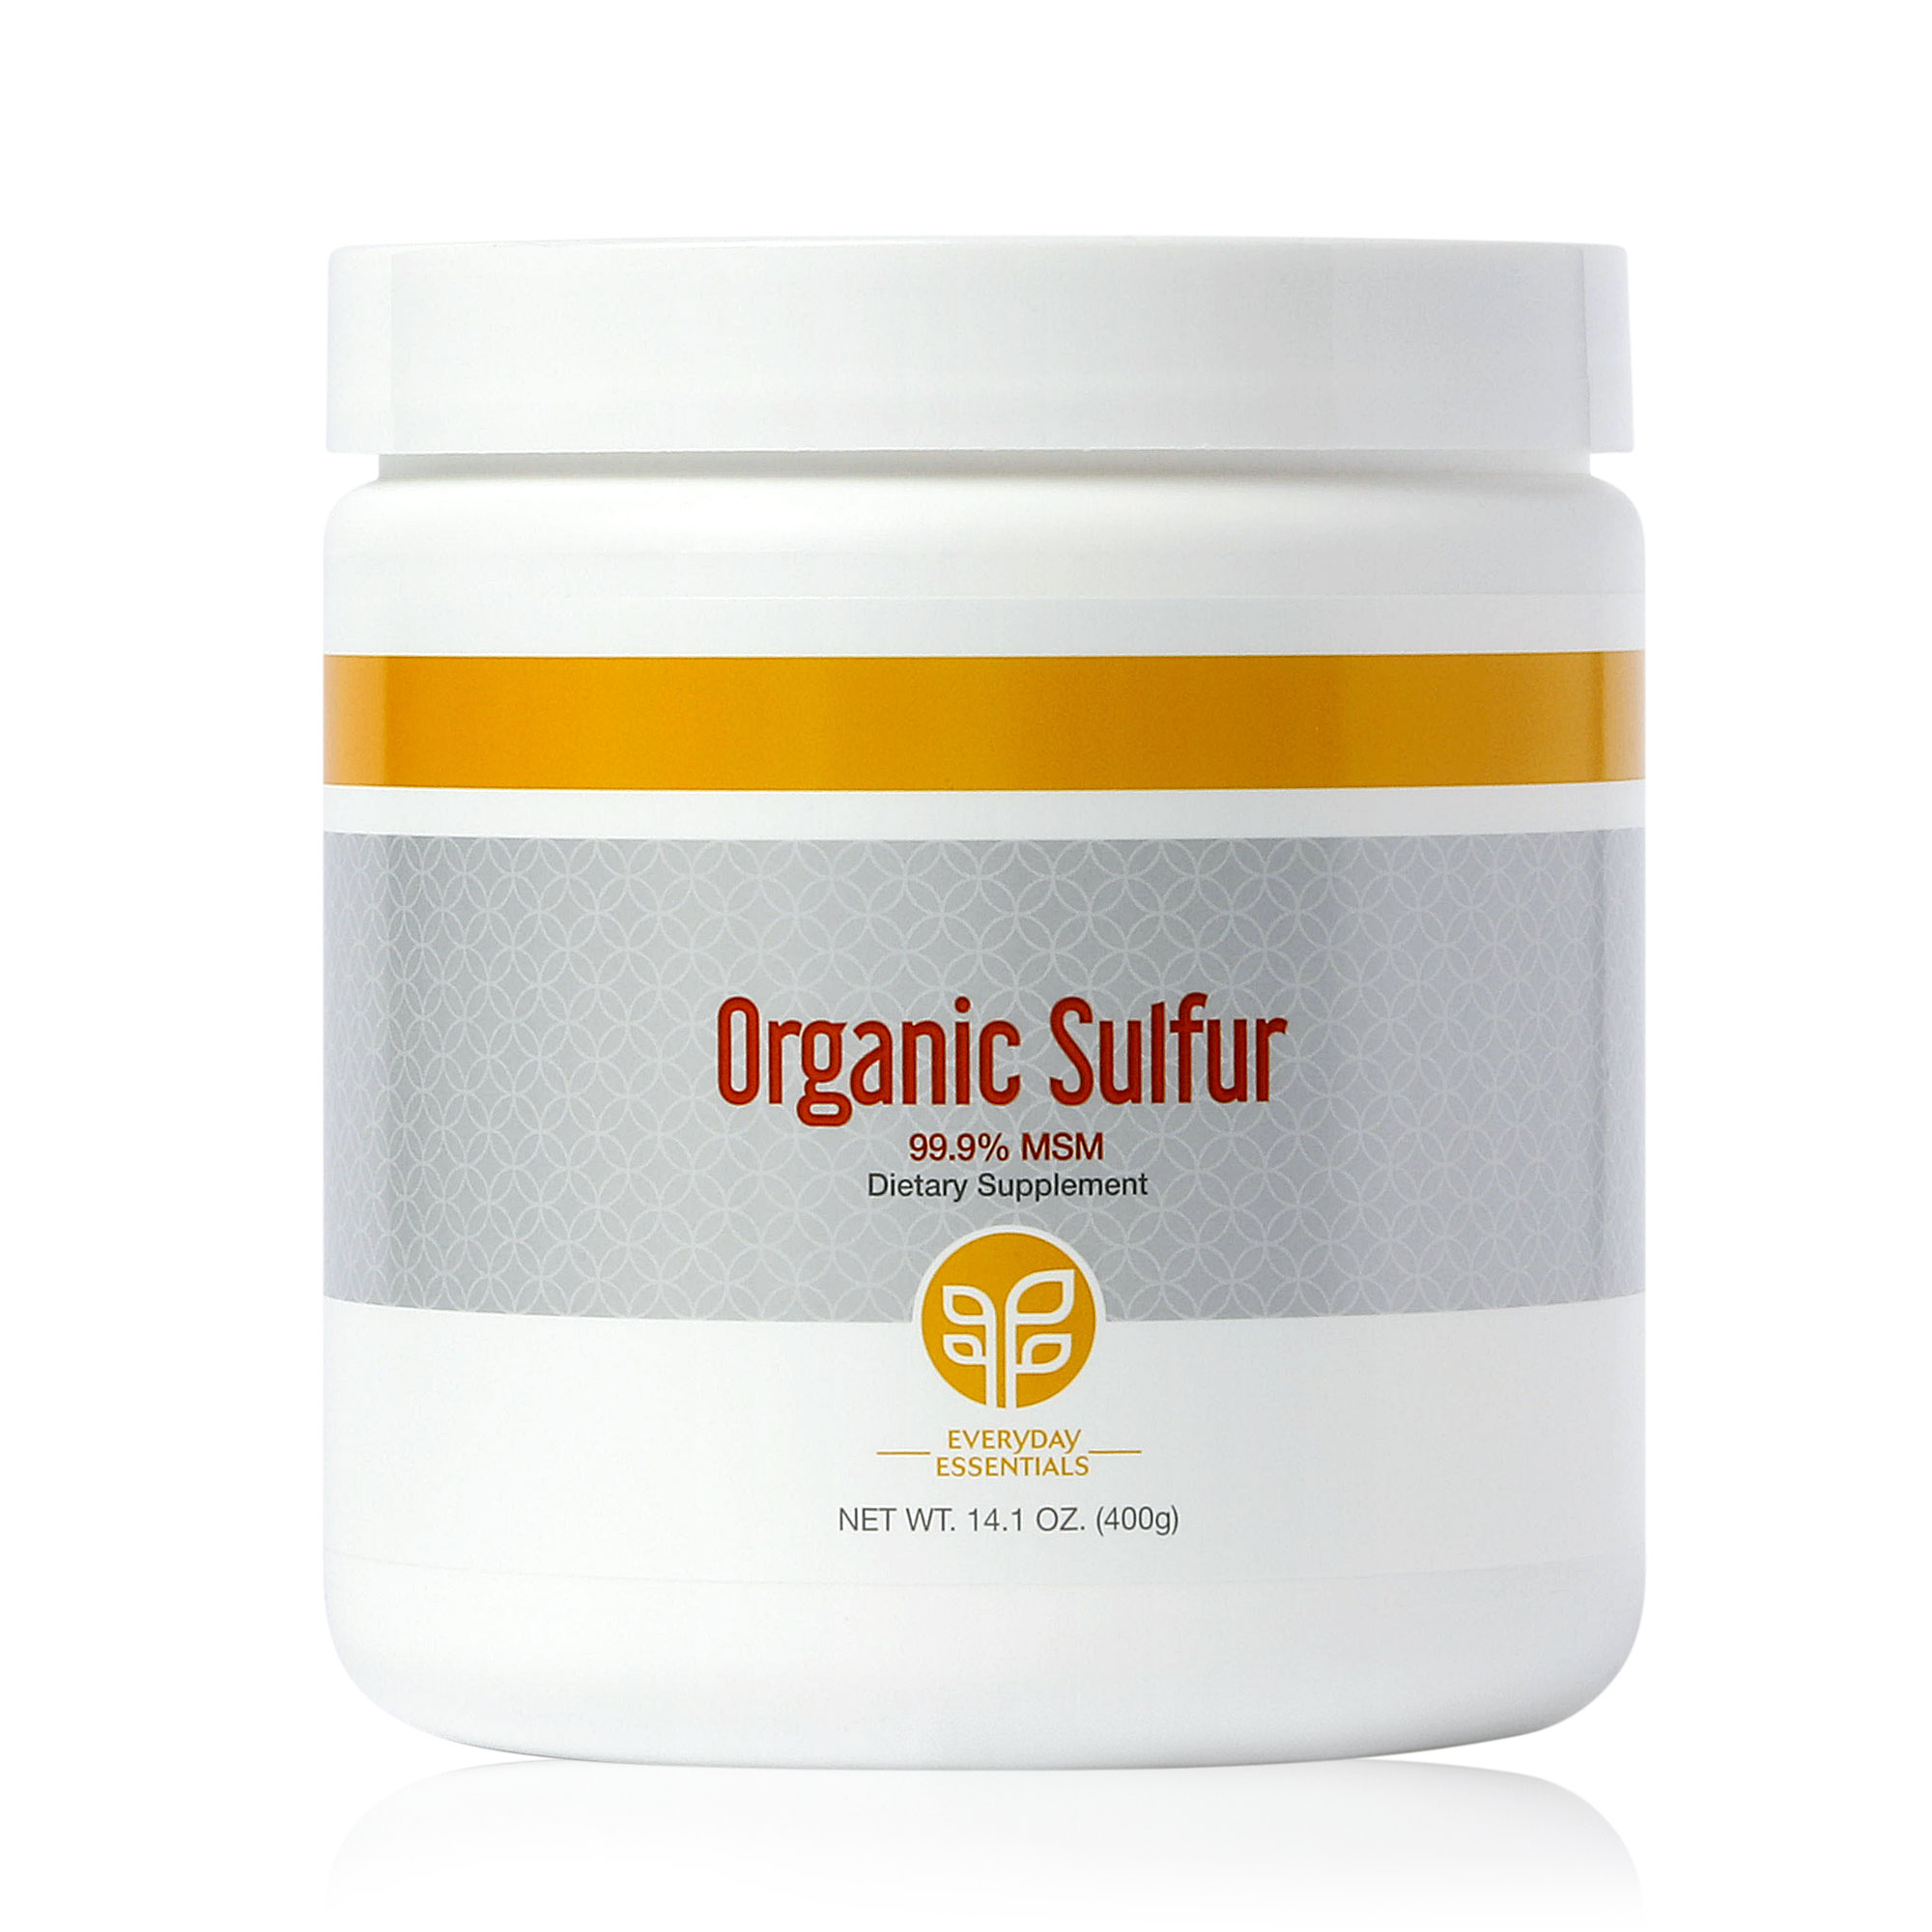 Organic Sulfur
99.9% MSM
Dietary Supplement
EVERYDAY
ESSENTIALS
NET WT. 14.1 OZ. (400g)